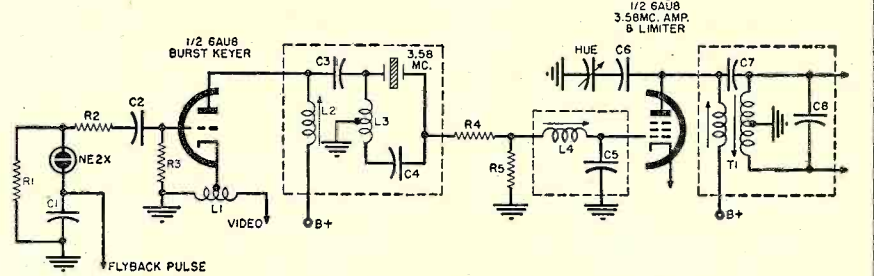 1/2 6AU8
BURST KEYER
1/2 6AU8
3.58MC. AMP.
& LIMITER
3.58
MC.
HUE
C6
C7
C3
C2
R2
L2
L3
R4
C8
NE2X
R1
R3
C4
R5
L4
C5
T1
C1
L1
VIDEO
B+
B+
FLYBACK PULSE